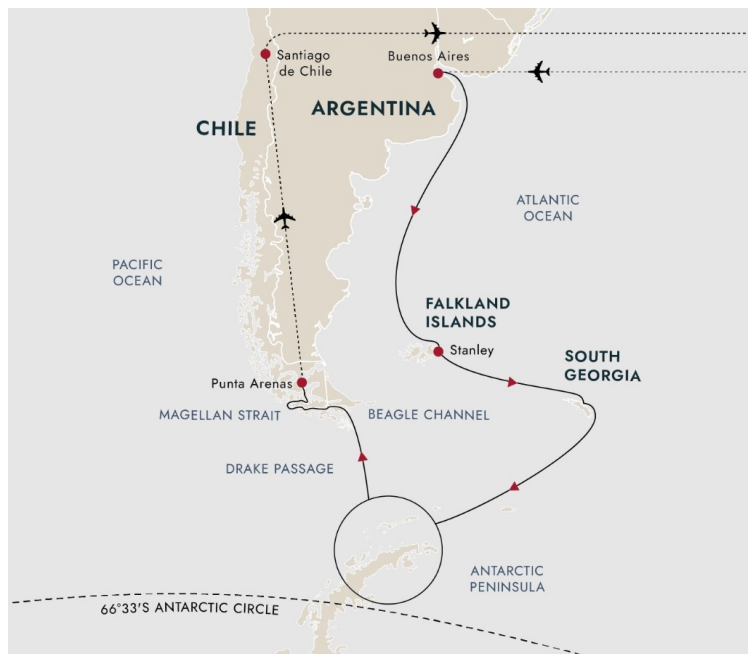 Santiago
de Chile
Buenos Aires
ARGENTINA
CHILE
ATLANTIC
OCEAN
PACIFIC
OCEAN
FALKLAND
ISLANDS
Stanley
SOUTH
GEORGIA
Punta Arenas
MAGELLAN STRAIT
BEAGLE CHANNEL
DRAKE PASSAGE
ANTARCTIC
PENINSULA
66°33'S ANTARCTIC CIRCLE